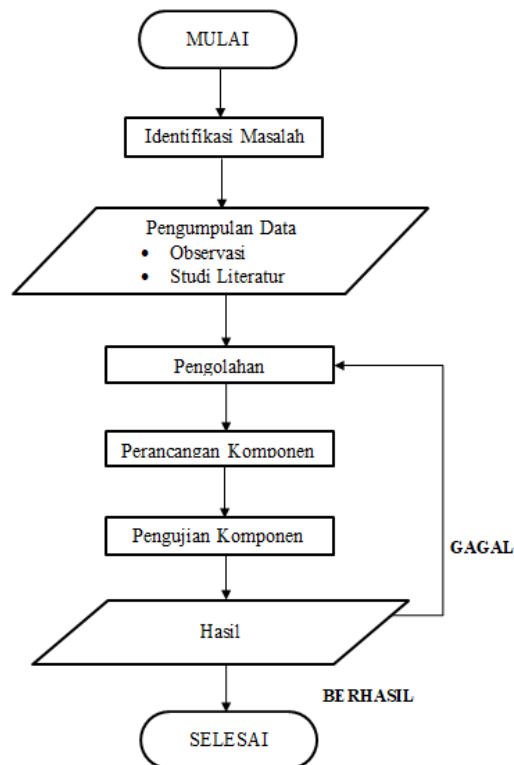 MULAI
Identifikasi Masalah
Pengumpulan Data
• Observasi
• Studi Literatur
Pengolahan
Perancangan Komponen
Pengujian Komponen
GAGAL
Hasil
BERHASIL
SELESAI